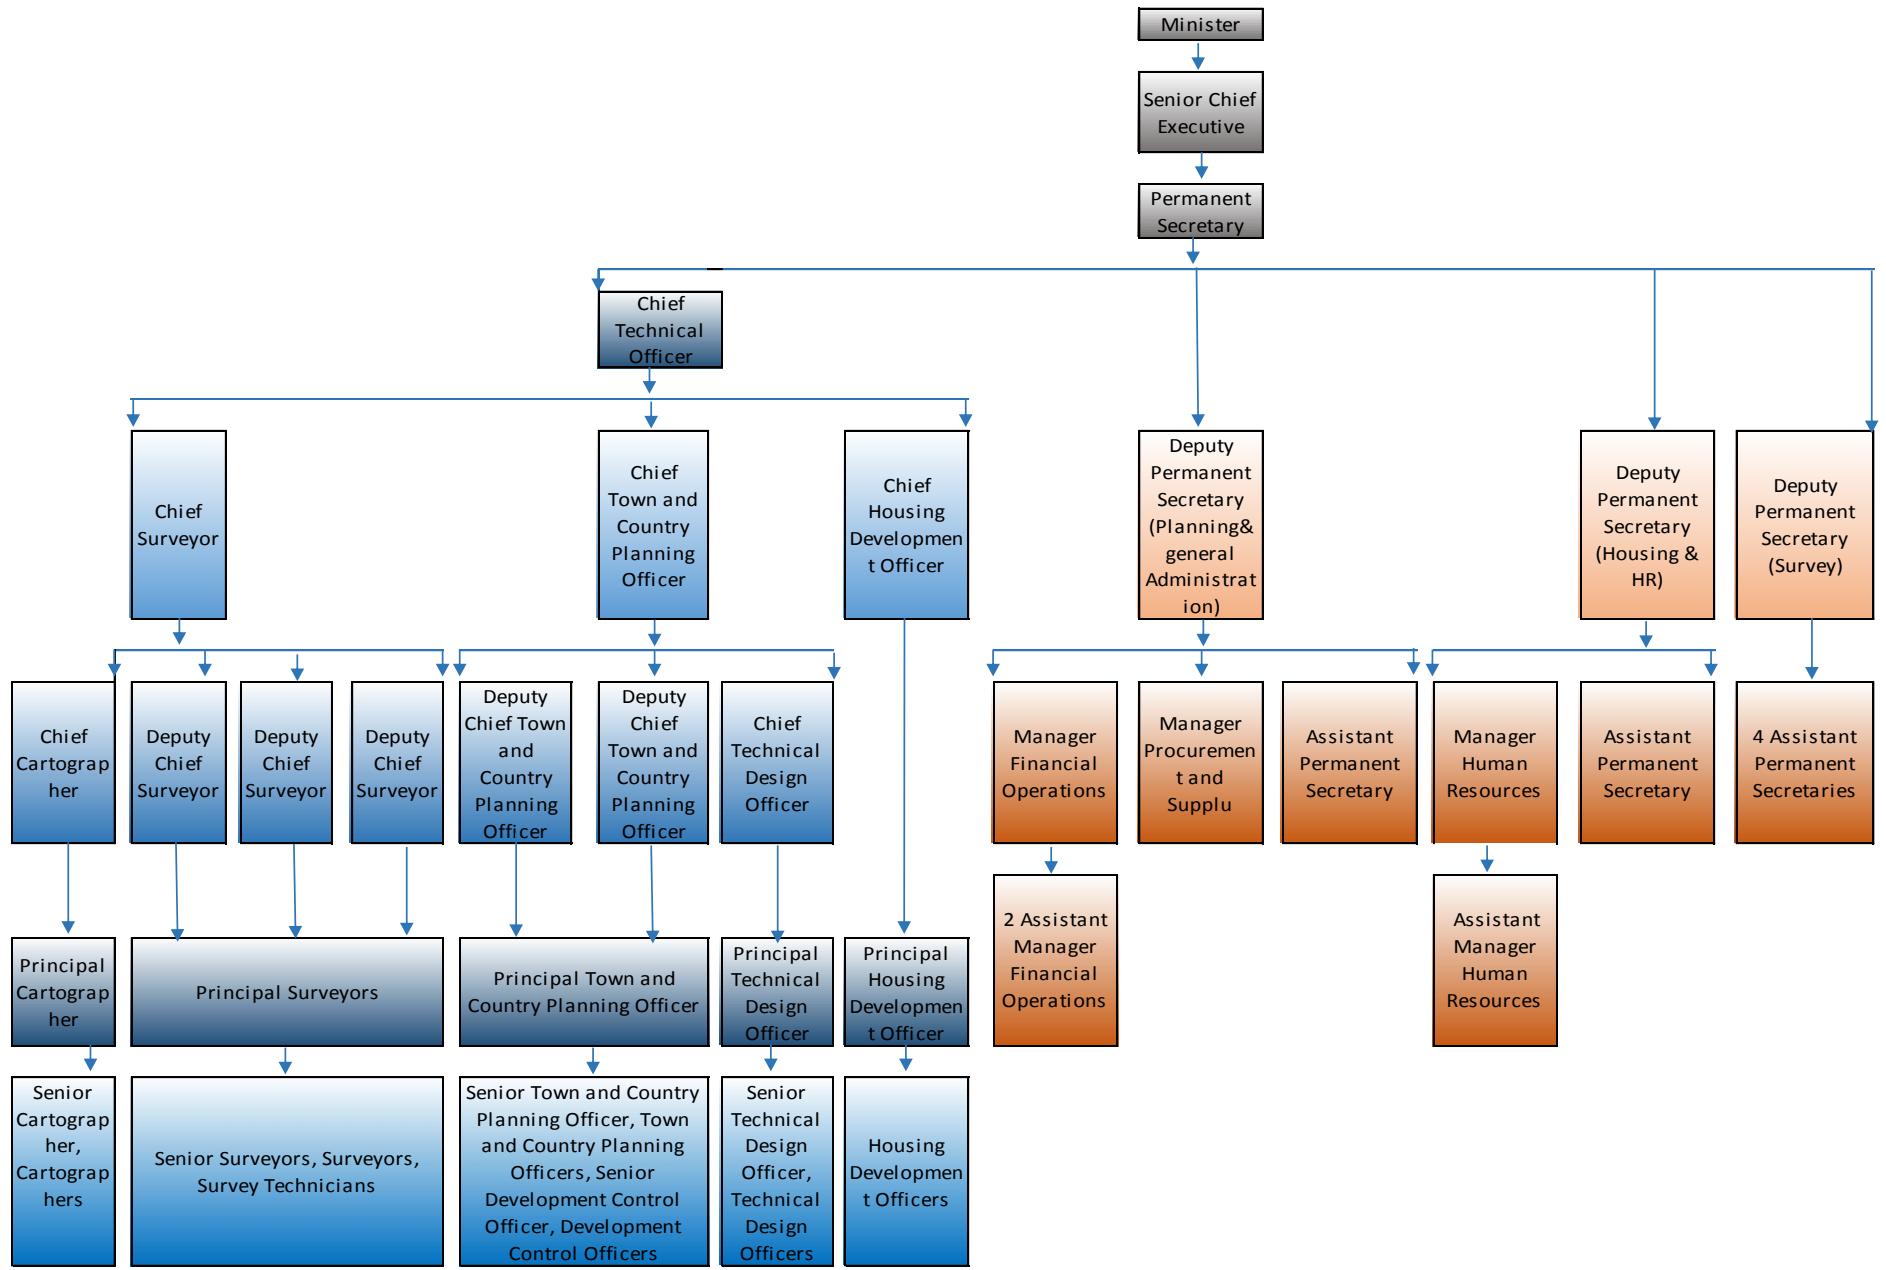 Minister
Senior Chief
Executive
Permanent
Secretary
Chief
Technical
Officer
Chief
Surveyor
Chief
Town and
Country
Planning
Officer
Chief
Housing
Developmen
t Officer
Deputy
Permanent
Secretary
(Planning&
general
Administrat
ion)
Deputy
Permanent
Secretary
(Housing &
HR)
Deputy
Permanent
Secretary
(Survey)
Chief
Cartograp
her
Deputy
Chief
Surveyor
Deputy
Chief
Surveyor
Deputy
Chief
Surveyor
Deputy
Chief Town
and
Country
Planning
Officer
Deputy
Chief
Town and
Country
Planning
Officer
Chief
Technical
Design
Officer
Manager
Financial
Operations
Manager
Procuremen
t and
Supplu
Assistant
Permanent
Secretary
Manager
Human
Resources
Assistant
Permanent
Secretary
4 Assistant
Permanent
Secretaries
2 Assistant
Manager
Financial
Operations
Assistant
Manager
Human
Resources
Principal
Cartograp
her
Principal Surveyors
Principal Town and
Country Planning Officer
Principal
Technical
Design
Officer
Principal
Housing
Developmen
t Officer
Senior
Cartograp
her,
Cartograp
hers
Senior Surveyors, Surveyors,
Survey Technicians
Senior Town and Country
Planning Officer, Town
and Country Planning
Officers, Senior
Development Control
Officer, Development
Control Officers
Senior
Technical
Design
Officer,
Technical
Design
Officers
Housing
Developmen
t Officers